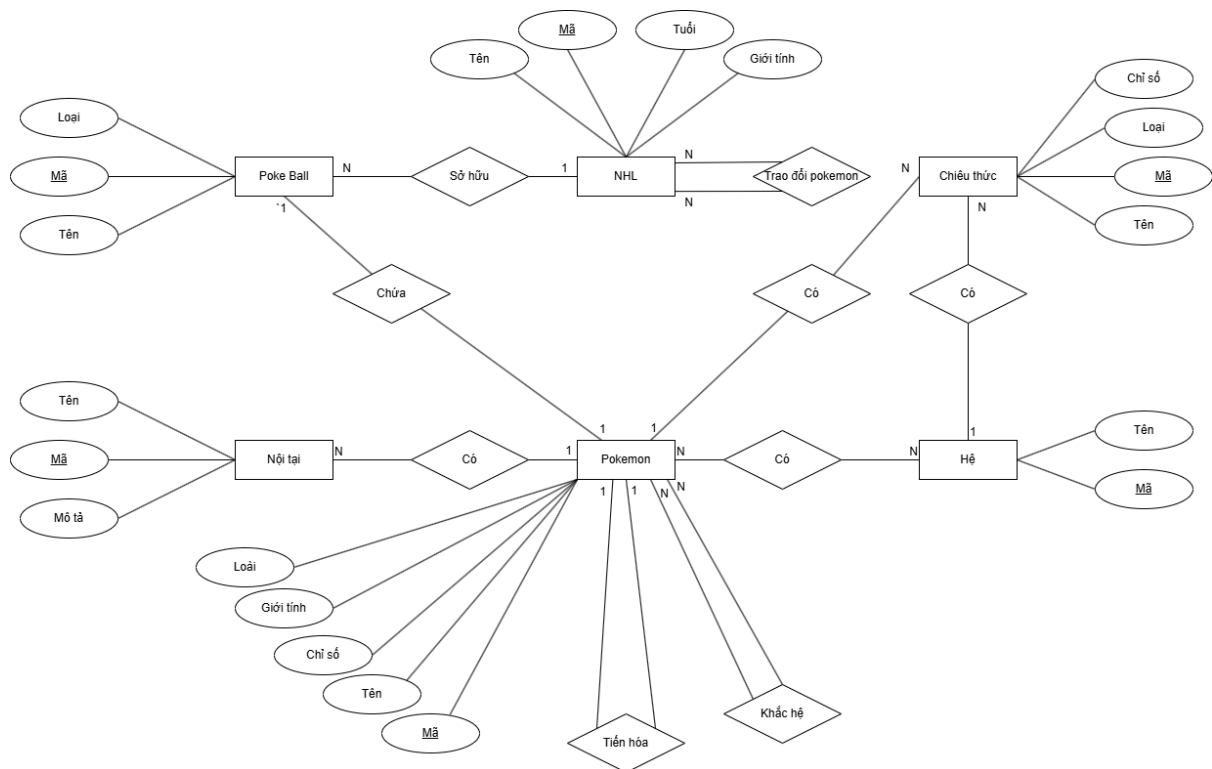 Mã
Tuổi
Tên
Giới tính
Chỉ số
Loại
Loại
N
1
N
N
Mã
Poke Ball
Sở hữu
NHL
Trao đổi pokemon
Chiêu thức
Mã
`1
N
N
Tên
Tên
Chứa
Có
Có
Tên
1
1
1
Tên
N
1
N
N
Mã
Nội tại
Có
Pokemon
Có
Hệ
Mã
1
1
N
N
Mô tả
Loài
Giới tính
Chỉ số
Tên
Mã
Khắc hệ
Tiến hóa